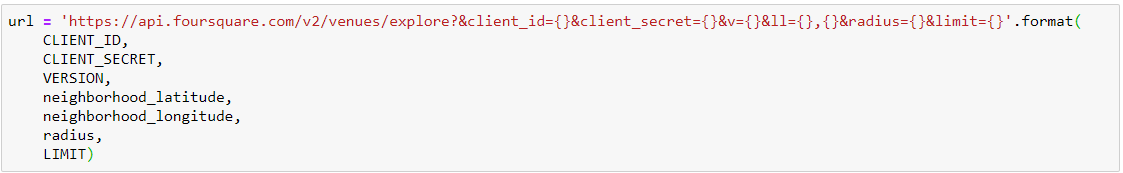 url = 'https://api.foursquare.com/v2/venues/explore?&client_id={}&client_secret={}&v={}&ll={},{}&radius={}&limit={}'.format(
    CLIENT_ID,
    CLIENT_SECRET,
    VERSION,
    neighborhood_latitude,
    neighborhood_longitude,
    radius,
    LIMIT)